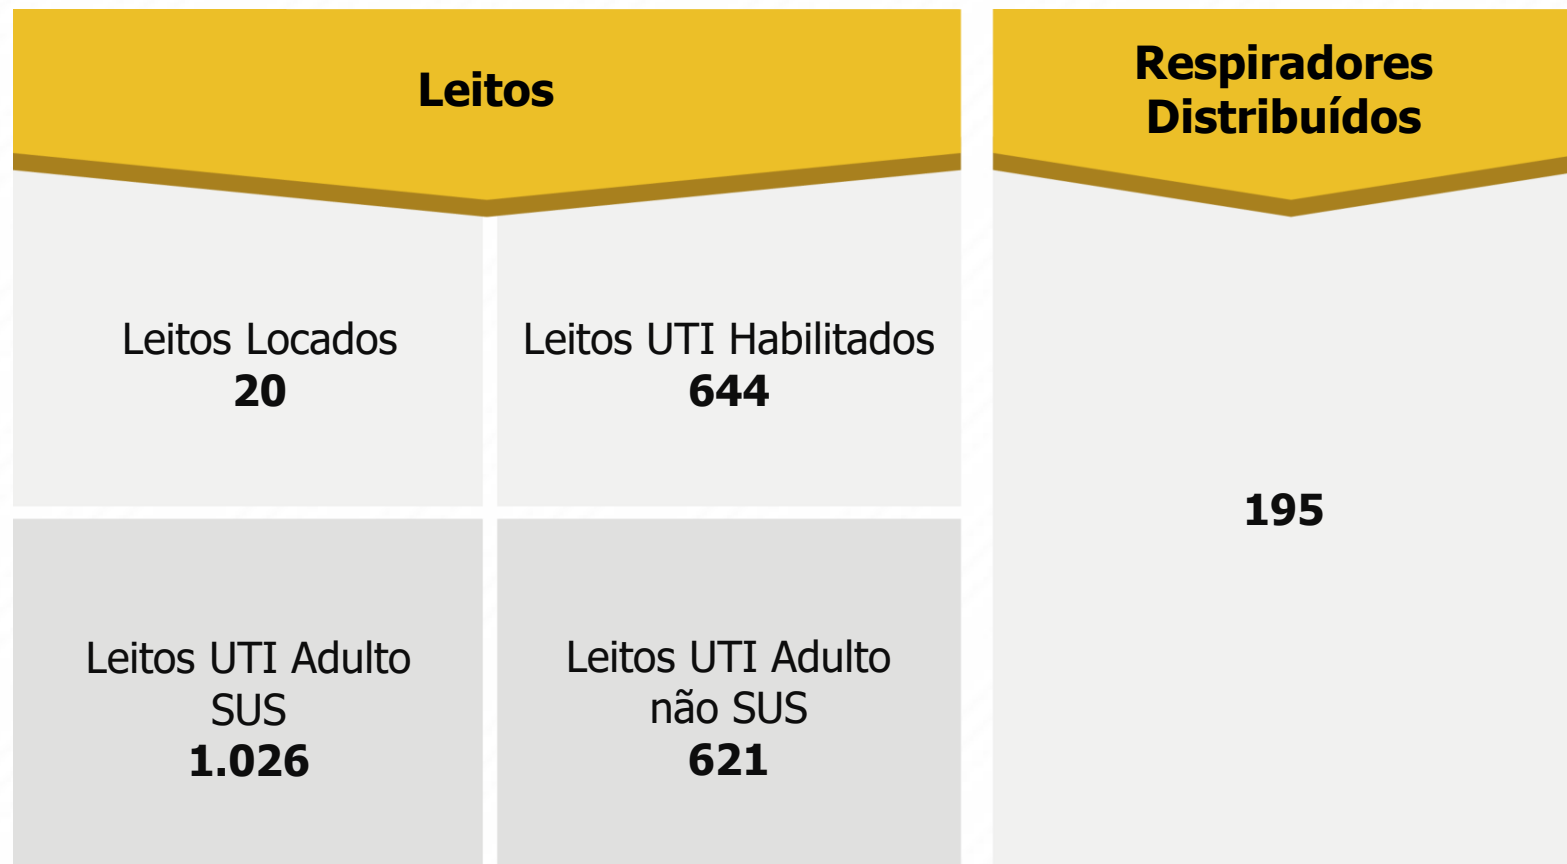 Leitos
Leitos Locados
20
Leitos UTI Habilitados
644
Leitos UTI Adulto
SUS
1.026
Leitos UTI Adulto
não SUS
621
Respiradores
Distribuídos
195